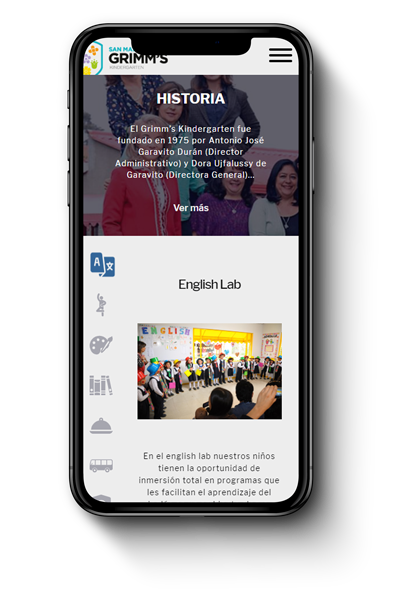 SAN MA
GRIMM'S
KINDERGARTEN
HISTORIA
El Grimm's Kindergarten fue
fundado en 1975 por Antonio José
Garavito Durán (Director
Administrativo) y Dora Ujfalussy de
Garavito (Directora General)...
Ver más
A
English Lab
ENGLISH
En el english lab nuestros niños
tienen la oportunidad de
inmersión total en programas que
les facilitan el aprendizaje del